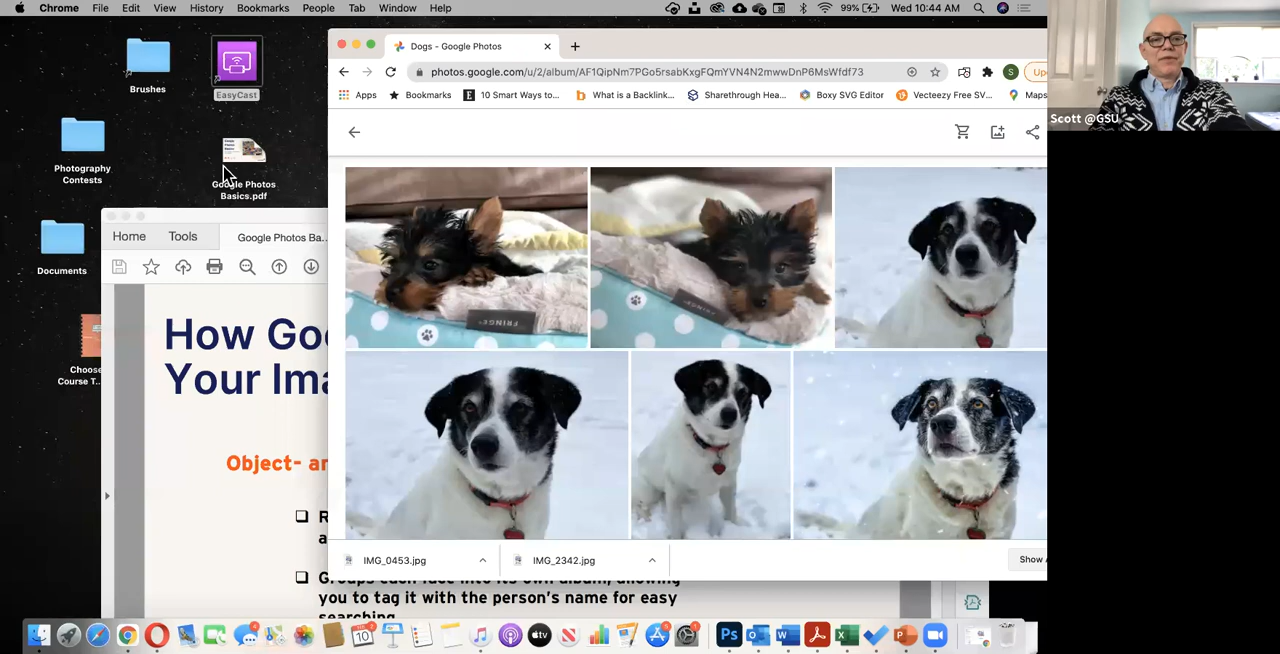 Chrome File Edit View History Bookmarks People Tab Window Help
99% Wed 10:44 AM
Brushes
EasyCast
Photography
Contests
Google Photos
Basics.pdf
Documents
Choose
Course T...
Dogs - Google Photos
photos.google.com/u/2/album/AF1QipNm7PGo5rsabKxgFQmYVN4N2mwwDnP6MsWfdf73
S
Apps Bookmarks 10 Smart Ways to... What is a Backlink... Sharethrough Hea... Boxy SVG Editor Vecteezy Free SV... Maps
FRINGE
Home Tools Google Photos Ba...
How Goo
Your Ima
Object- an
Groups each face into its own album, allowing
you to tag it with the person's name for easy
searching
IMG_0453.jpg IMG_2342.jpg Show
Scott @GSU